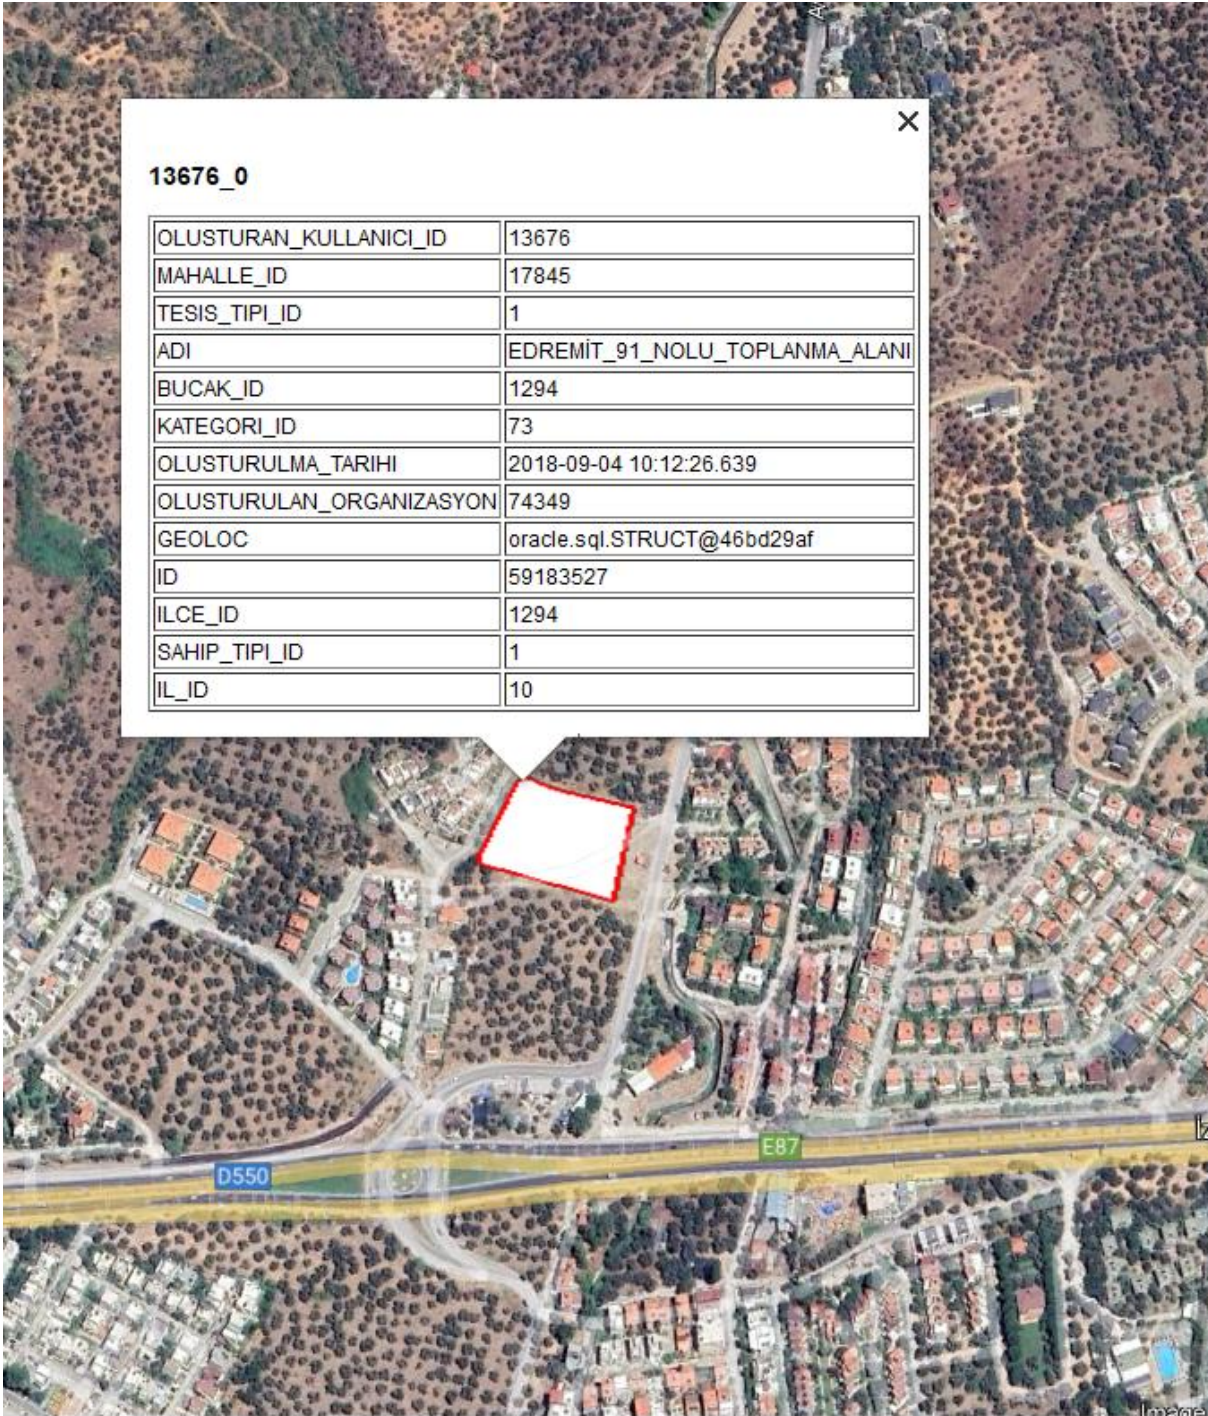 13676_0
OLUSTURAN_KULLANICI_ID 13676
MAHALLE_ID 17845
TESIS_TIPI_ID 1
ADI EDREMİT_91_NOLU_TOPLANMA_ALANI
BUCAK_ID 1294
KATEGORI_ID 73
OLUSTURULMA_TARIHI 2018-09-04 10:12:26.639
OLUSTURULAN_ORGANIZASYON 74349
GEOLOC oracle.sql.STRUCT@46bd29af
ID 59183527
ILCE_ID 1294
SAHIP_TIPI_ID 1
IL_ID 10
E87
D550
Image